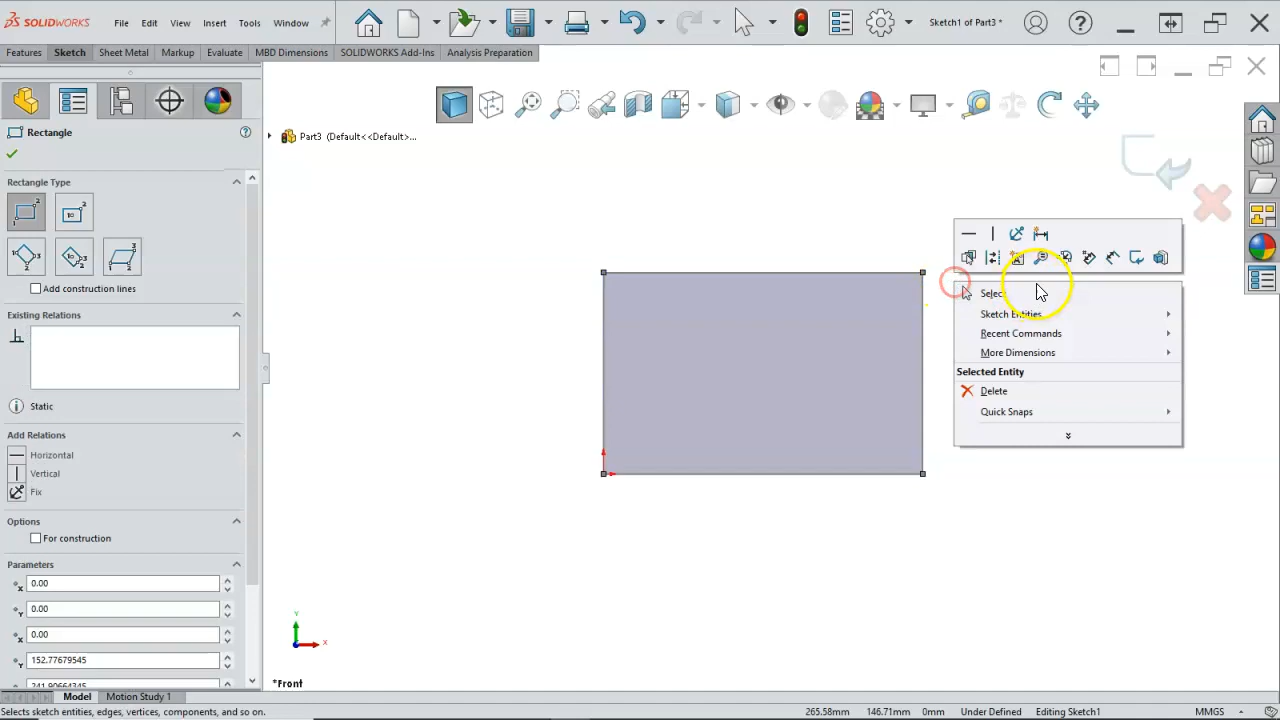 SOLIDWORKS
File
Edit
View
Insert
Tools
Window
Sketch1 of Part3 *
Features
Sketch
Sheet Metal
Markup
Evaluate
MBD Dimensions
SOLIDWORKS Add-Ins
Analysis Preparation
Rectangle
Part3 (Default<<Default>...
Rectangle Type
Add construction lines
Existing Relations
Static
Add Relations
Horizontal
Vertical
Fix
Options
For construction
Parameters
0.00
0.00
0.00
152.77679545
241.90664345
Select
Sketch Entities
Recent Commands
More Dimensions
Selected Entity
Delete
Quick Snaps
Y
X
*Front
Model
Motion Study 1
Selects sketch entities, edges, vertices, components, and so on.
265.58mm
146.71mm
0mm
Under Defined
Editing Sketch1
MMGS